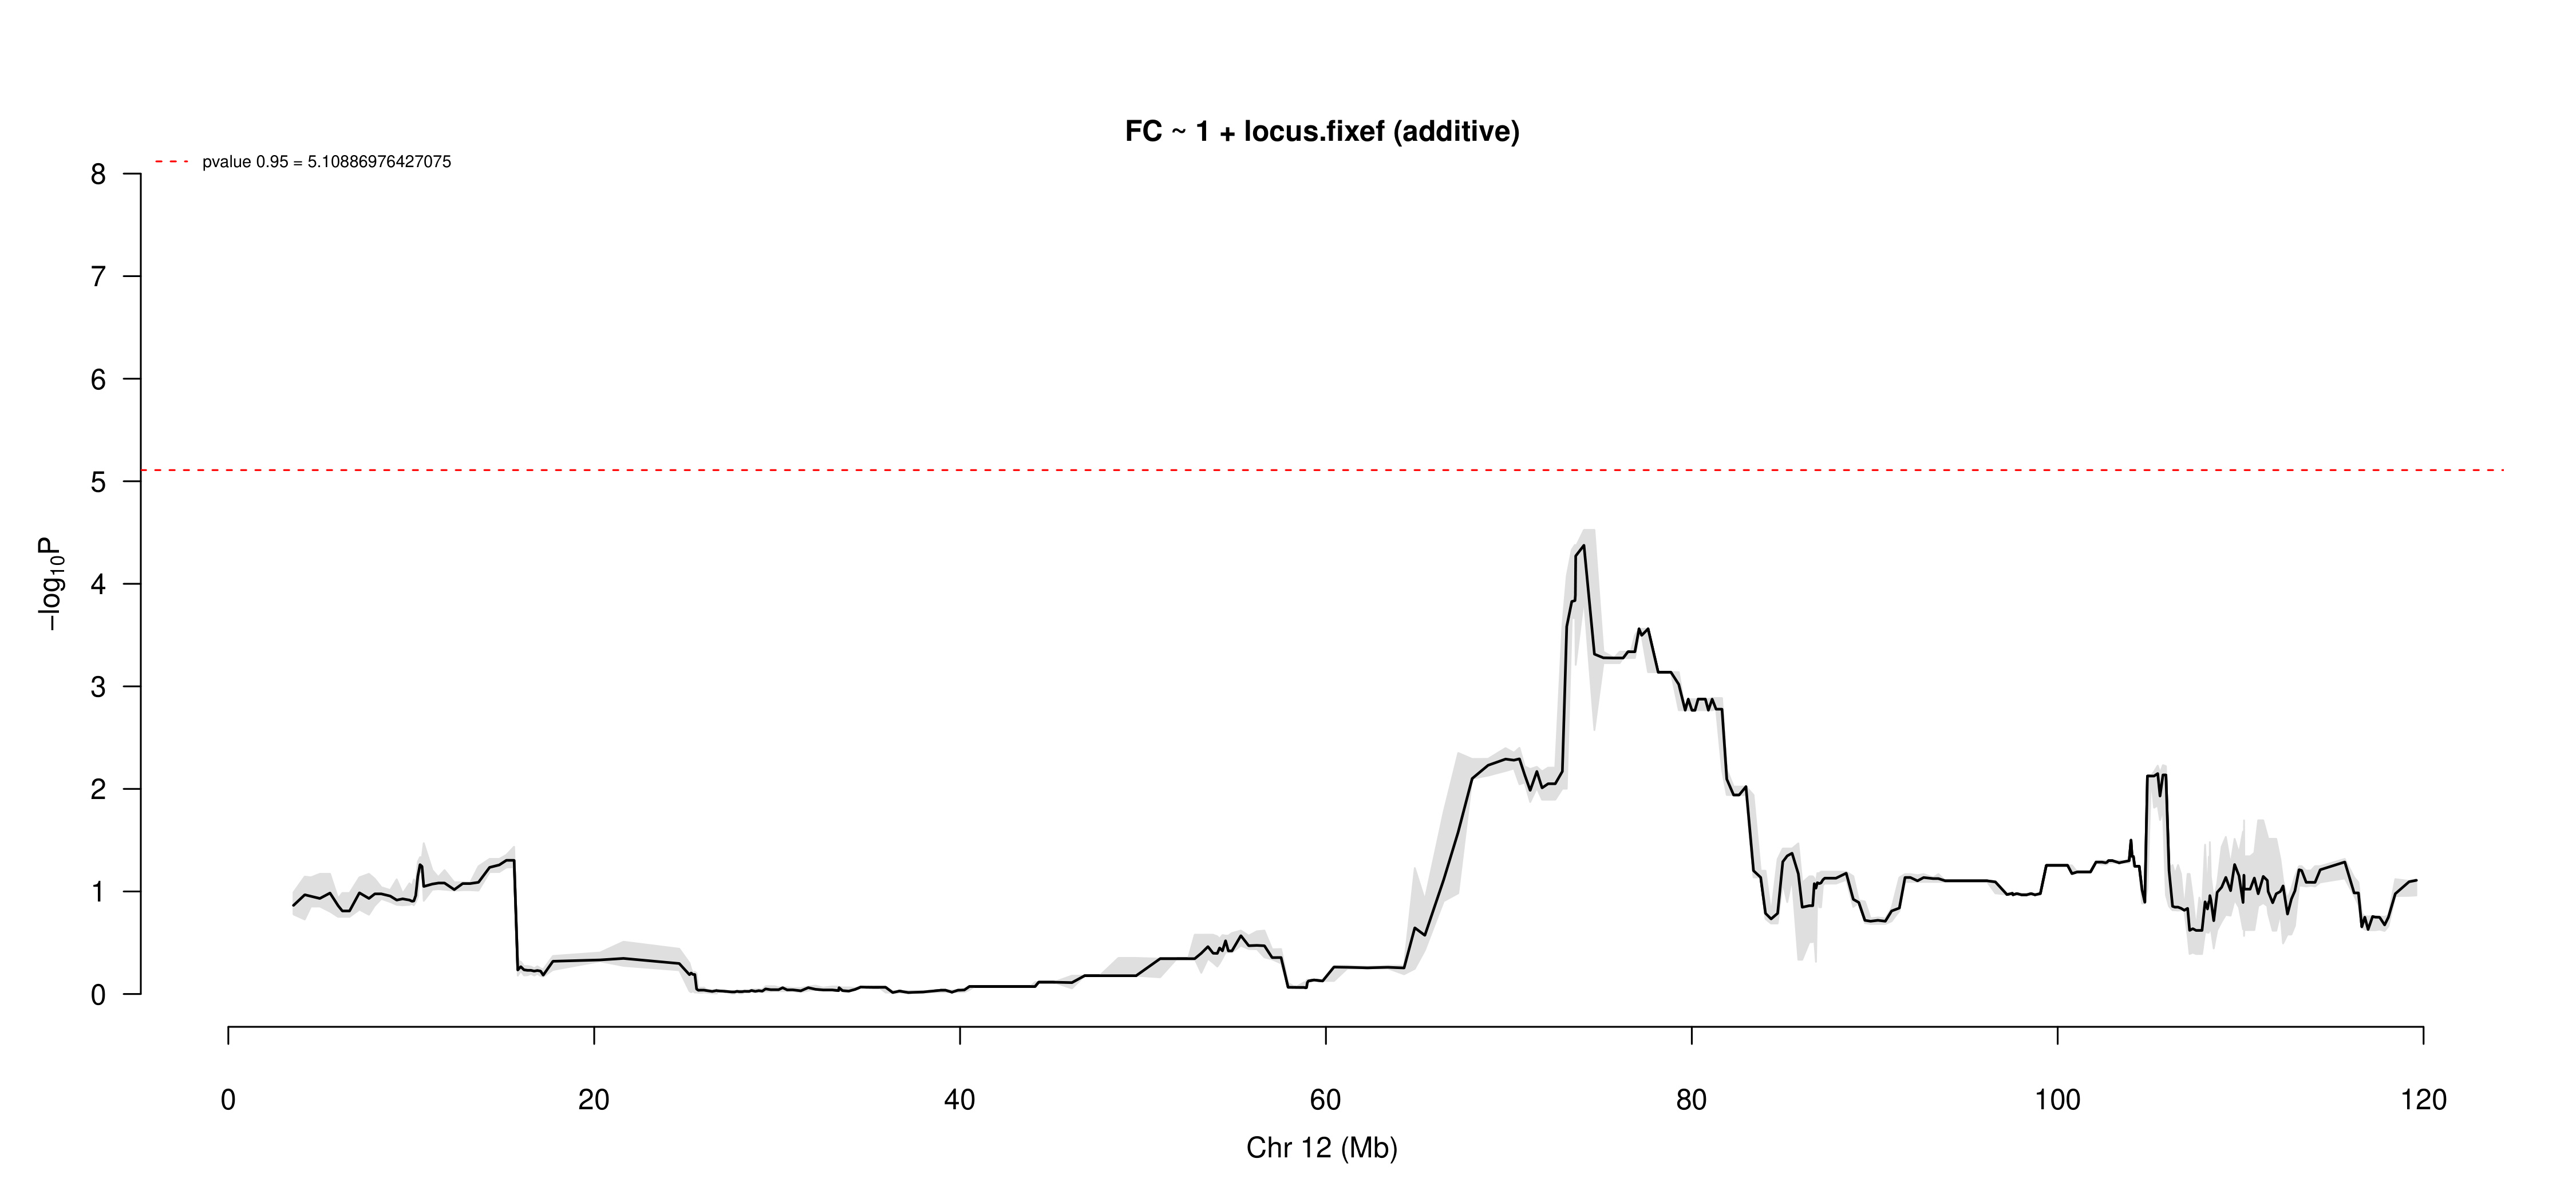 FC ~ 1 + locus.fixef (additive)
pvalue 0.95 = 5.10886976427075
8
7
6
5
4
3
2
1
0
−log10P
0 20 40 60 80 100 120
Chr 12 (Mb)